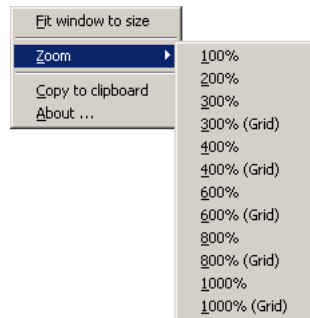 Fit window to size
Zoom
Copy to clipboard
About ...
100%
200%
300%
300% (Grid)
400%
400% (Grid)
600%
600% (Grid)
800%
800% (Grid)
1000%
1000% (Grid)